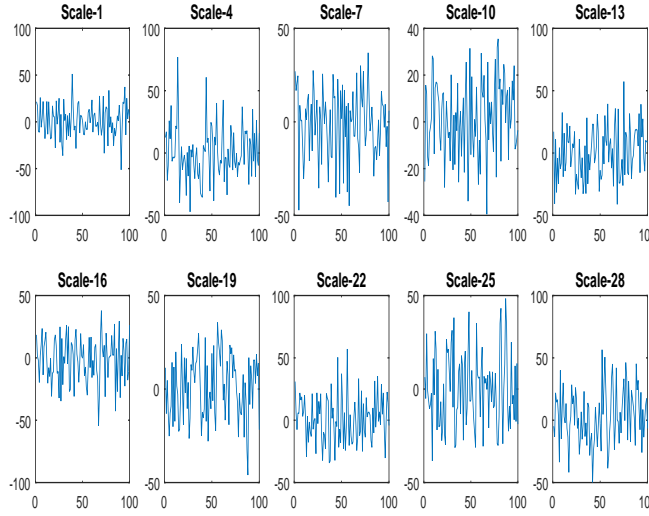 Scale-1 Scale-4 Scale-7 Scale-10 Scale-13
100 100 50 40 100
50 50 20 50
0 0 0 0 0
-50 -20
-100 -50 -50 -40 -50
0 50 100 0 50 100 0 50 100 0 50 100 0 50 100
Scale-16 Scale-19 Scale-22 Scale-25 Scale-28
50 50 100 50 100
0 50 50
0 0 0
-50 0
-100 -50 -50 -50 -50
0 50 100 0 50 100 0 50 100 0 50 100 0 50 100